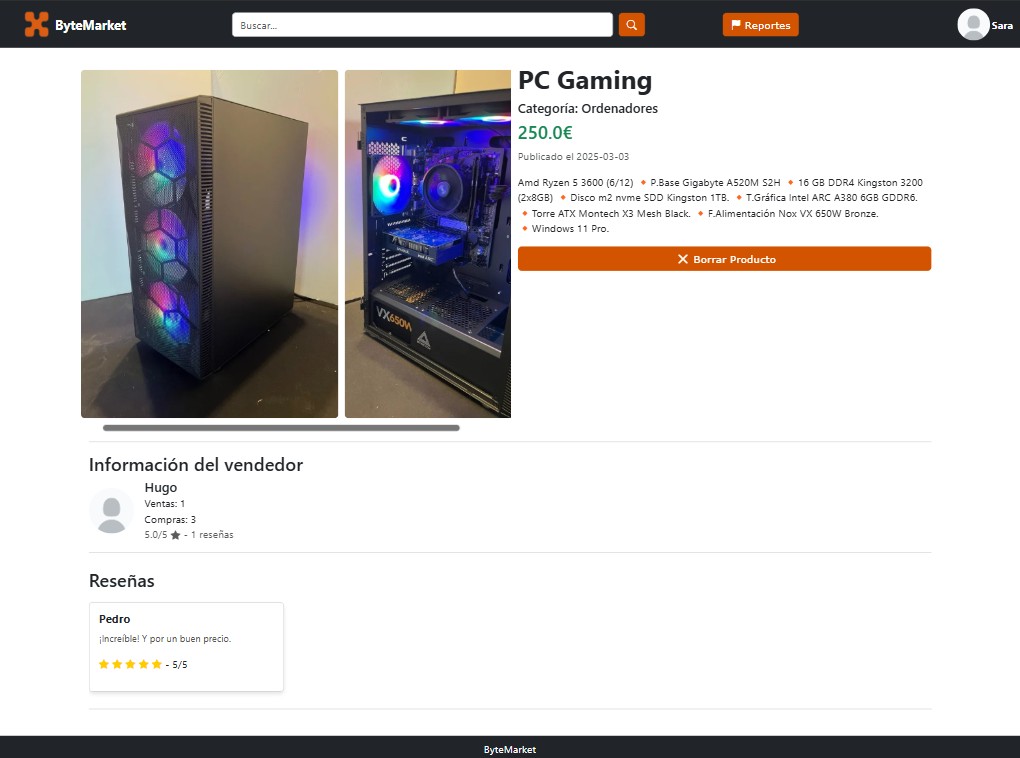 ByteMarket
Buscar...
Reportes
Sara
PC Gaming
Categoría: Ordenadores
250.0€
Publicado el 2025-03-03
Amd Ryzen 5 3600 (6/12) 🔸P.Base Gigabyte A520M S2H 🔸16 GB DDR4 Kingston 3200
(2x8GB) 🔸Disco m2 nvme SDD Kingston 1TB. 🔸T.Gráfica Intel ARC A380 6GB GDDR6.
🔸Torre ATX Montech X3 Mesh Black. 🔸F.Alimentación Nox VX 650W Bronze.
🔸Windows 11 Pro.
Borrar Producto
VX650W
Información del vendedor
Hugo
Ventas: 1
Compras: 3
5.0/5 ★ - 1 reseñas
Reseñas
Pedro
¡Increíble! Y por un buen precio.
★★★★★ - 5/5
ByteMarket